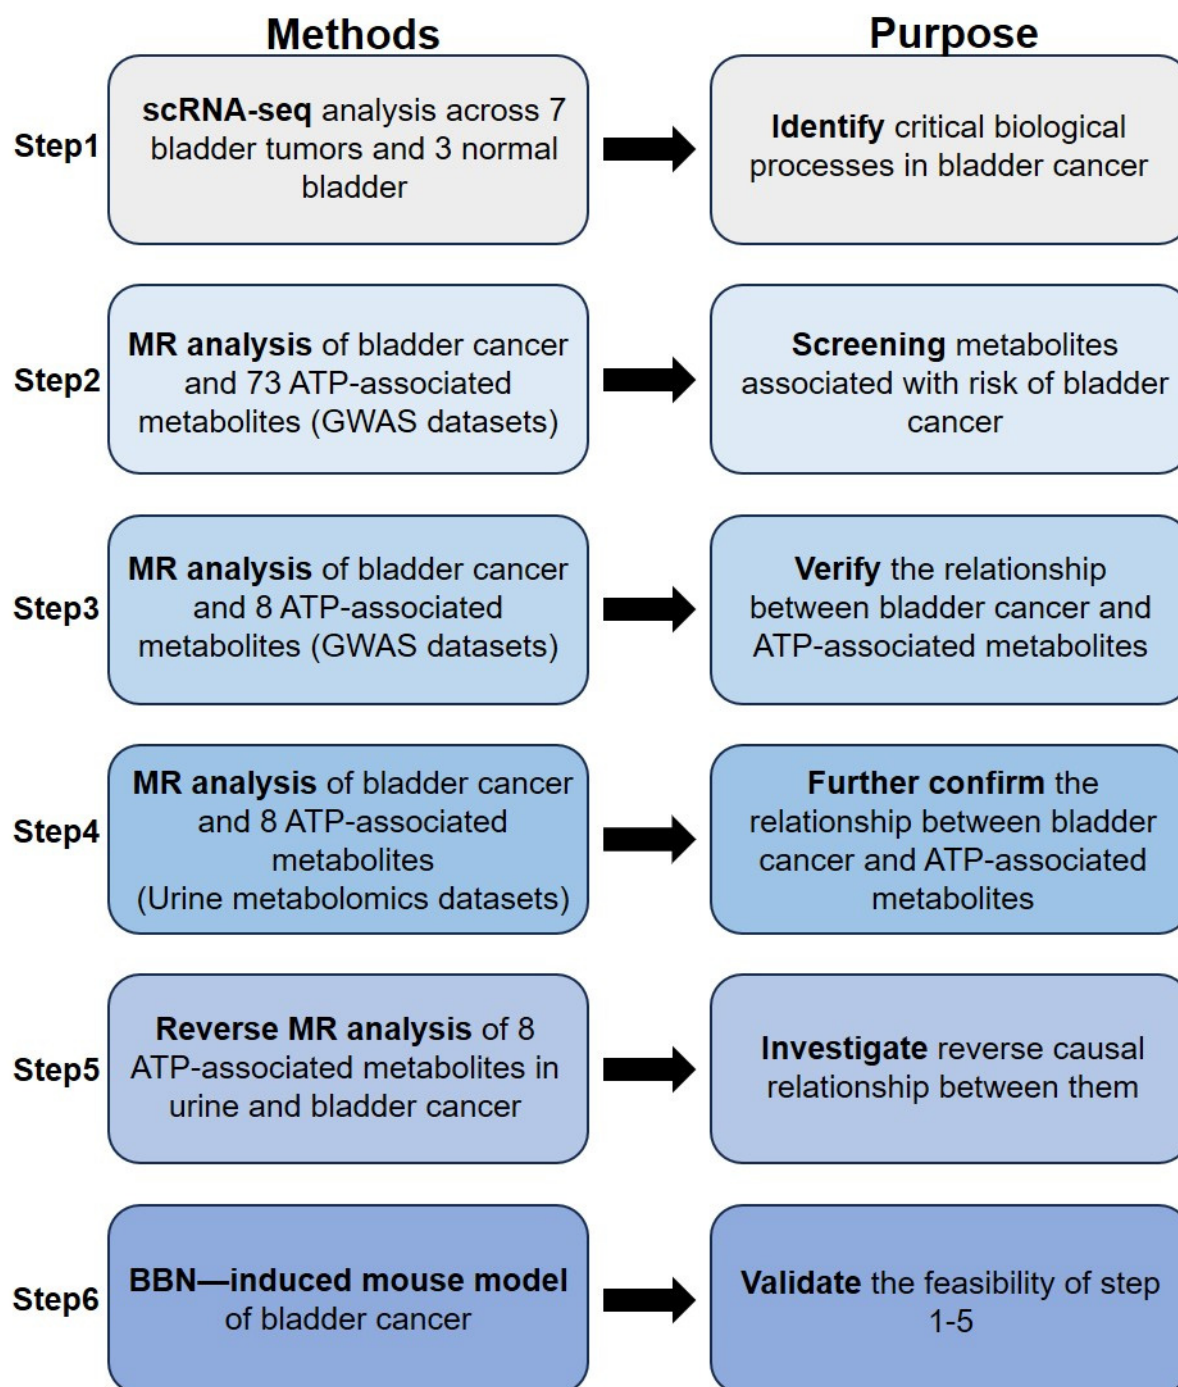 Methods
Purpose
Step1
scRNA-seq analysis across 7
bladder tumors and 3 normal
bladder
Identify critical biological
processes in bladder cancer
Step2
MR analysis of bladder cancer
and 73 ATP-associated
metabolites (GWAS datasets)
Screening metabolites
associated with risk of bladder
cancer
Step3
MR analysis of bladder cancer
and 8 ATP-associated
metabolites (GWAS datasets)
Verify the relationship
between bladder cancer and
ATP-associated metabolites
Step4
MR analysis of bladder cancer
and 8 ATP-associated
metabolites
(Urine metabolomics datasets)
Further confirm the
relationship between bladder
cancer and ATP-associated
metabolites
Step5
Reverse MR analysis of 8
ATP-associated metabolites in
urine and bladder cancer
Investigate reverse causal
relationship between them
Step6
BBN—induced mouse model
of bladder cancer
Validate the feasibility of step
1-5